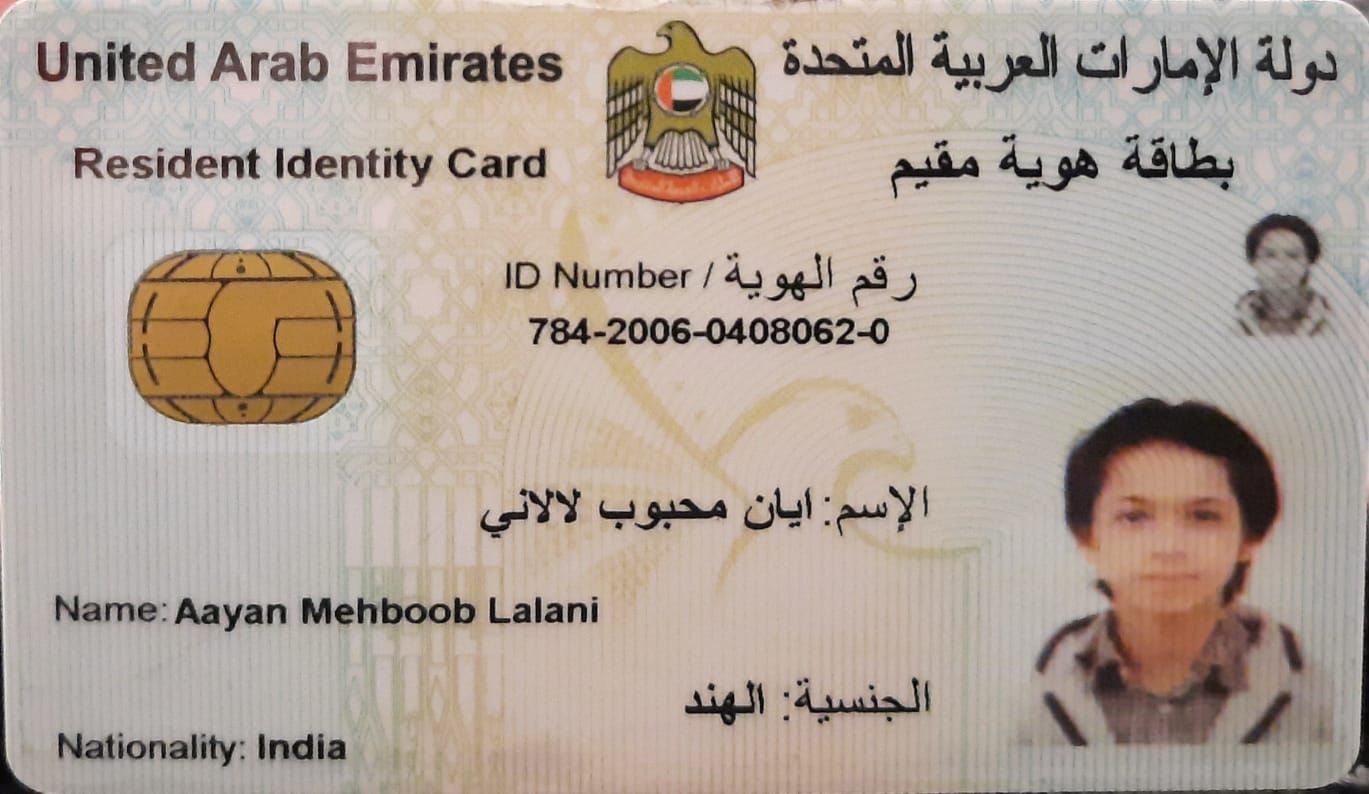 United Arab Emirates
دولة الإمارات العربية المتحدة
Resident Identity Card
بطاقة هوية مقيم
ID Number / رقم الهوية
784-2006-0408062-0
الإسم: ايان محبوب لالاني
Name: Aayan Mehboob Lalani
الجنسية: الهند
Nationality: India